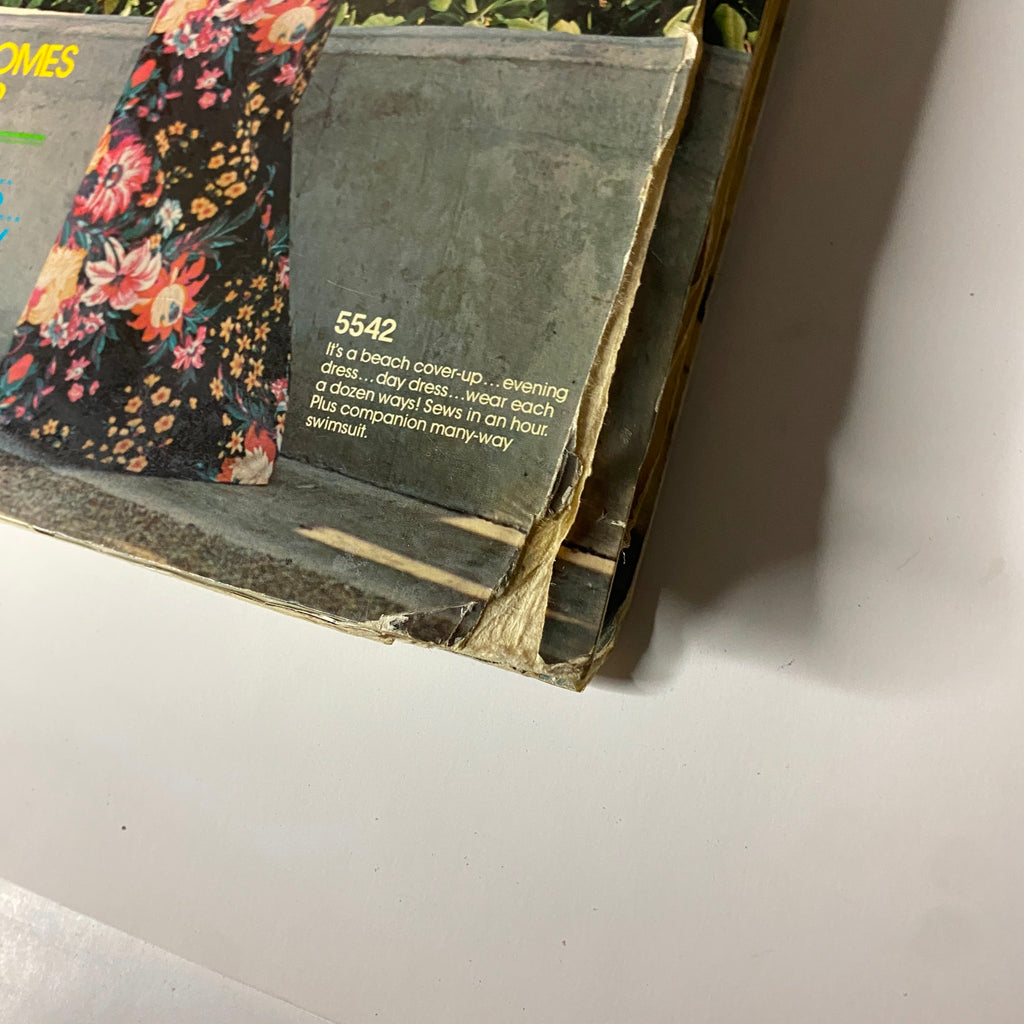 OMES
5542
It's a beach cover-up...evening
dress...day dress...wear each
a dozen ways! Sews in an hour.
Plus companion many-way
swimsuit.